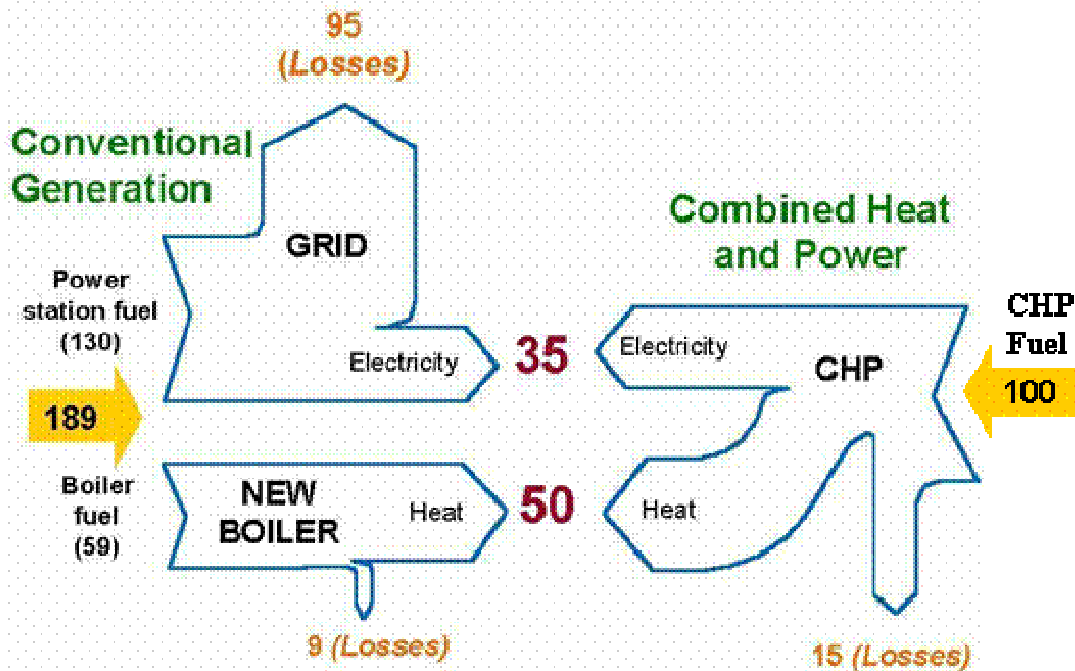 95
(Losses)
Conventional
Generation
GRID
Power
station fuel
(130)
Electricity
189
Boiler
fuel
(59)
NEW
BOILER
Heat
9 (Losses)
35
50
Combined Heat
and Power
Electricity
CHP
Heat
15 (Losses)
CHP
Fuel
100